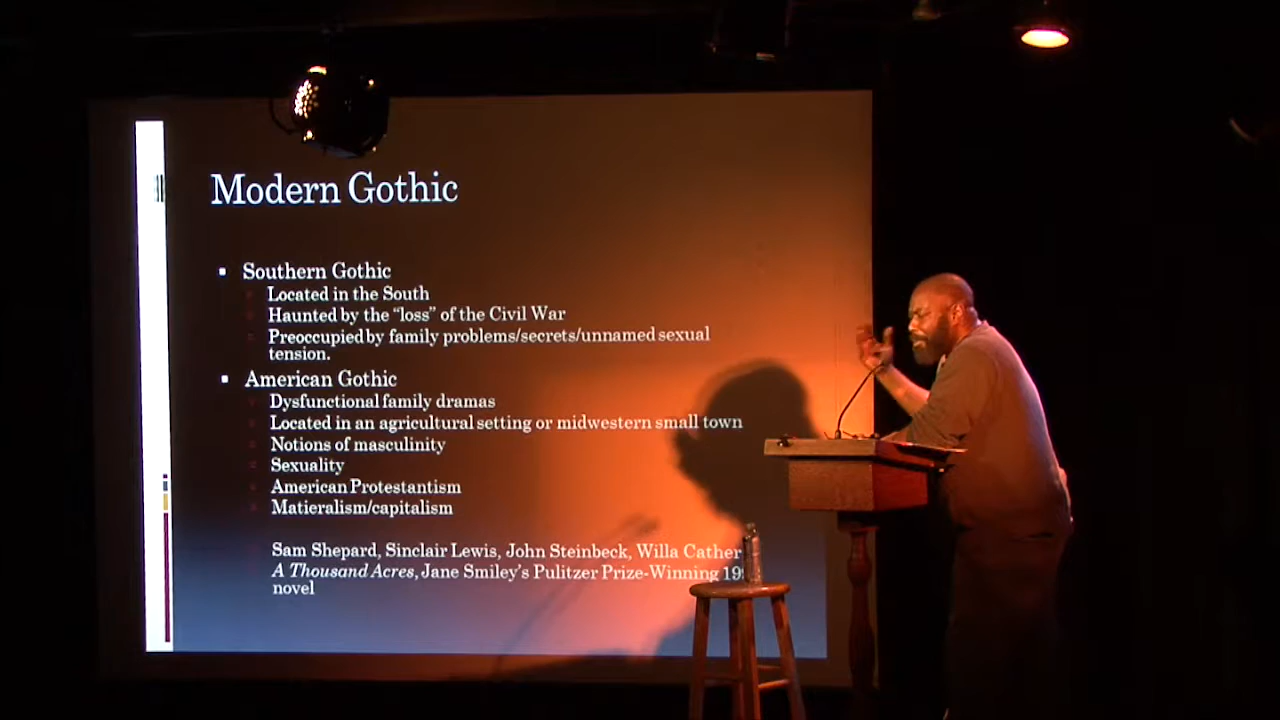 Modern Gothic
Southern Gothic
Located in the South
Haunted by the “loss” of the Civil War
Preoccupied by family problems/secrets/unnamed sexual
tension.
American Gothic
Dysfunctional family dramas
Located in an agricultural setting or midwestern small town
Notions of masculinity
Sexuality
American Protestantism
Matieralism/capitalism
Sam Shepard, Sinclair Lewis, John Steinbeck, Willa Cather
A Thousand Acres, Jane Smiley’s Pulitzer Prize-Winning
novel